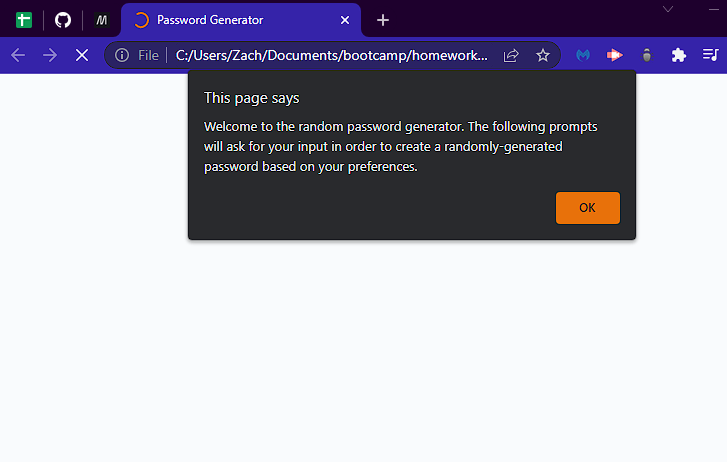 Password Generator
File
C:/Users/Zach/Documents/bootcamp/homework...
This page says
Welcome to the random password generator. The following prompts
will ask for your input in order to create a randomly-generated
password based on your preferences.
OK